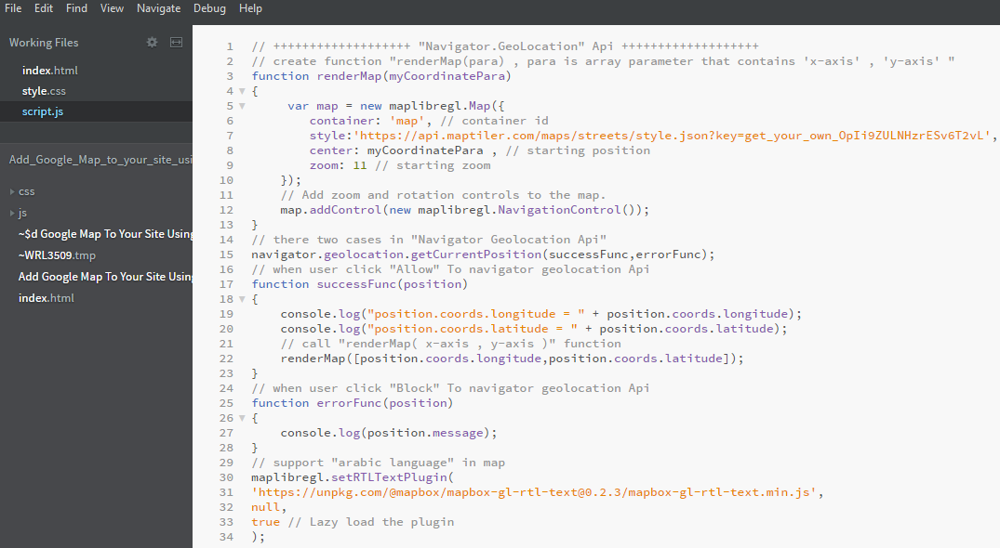 File Edit Find View Navigate Debug Help
Working Files
index.html
style.css
script.js
Add_Google_Map_to_your_site_usi
css
js
~$d Google Map To Your Site Using
~WRL3509.tmp
Add Google Map To Your Site Using
index.html
1 // +++++++++++++++++++ "Navigator.GeoLocation" Api +++++++++++++++++++
2 // create function "renderMap(para) , para is array parameter that contains 'x-axis' , 'y-axis' "
3 function renderMap(myCoordinatePara)
4 {
5 var map = new maplibregl.Map({
6 container: 'map', // container id
7 style:'https://api.maptiler.com/maps/streets/style.json?key=get_your_own_OpIi9ZULNHzrESv6T2vL',
8 center: myCoordinatePara , // starting position
9 zoom: 11 // starting zoom
10 });
11 // Add zoom and rotation controls to the map.
12 map.addControl(new maplibregl.NavigationControl());
13 }
14 // there two cases in "Navigator Geolocation Api"
15 navigator.geolocation.getCurrentPosition(successFunc,errorFunc);
16 // when user click "Allow" To navigator geolocation Api
17 function successFunc(position)
18 {
19 console.log("position.coords.longitude = " + position.coords.longitude);
20 console.log("position.coords.latitude = " + position.coords.latitude);
21 // call "renderMap( x-axis , y-axis )" function
22 renderMap([position.coords.longitude,position.coords.latitude]);
23 }
24 // when user click "Block" To navigator geolocation Api
25 function errorFunc(position)
26 {
27 console.log(position.message);
28 }
29 // support "arabic language" in map
30 maplibregl.setRTLTextPlugin(
31 'https://unpkg.com/@mapbox/mapbox-gl-rtl-text@0.2.3/mapbox-gl-rtl-text.min.js',
32 null,
33 true // Lazy load the plugin
34 );